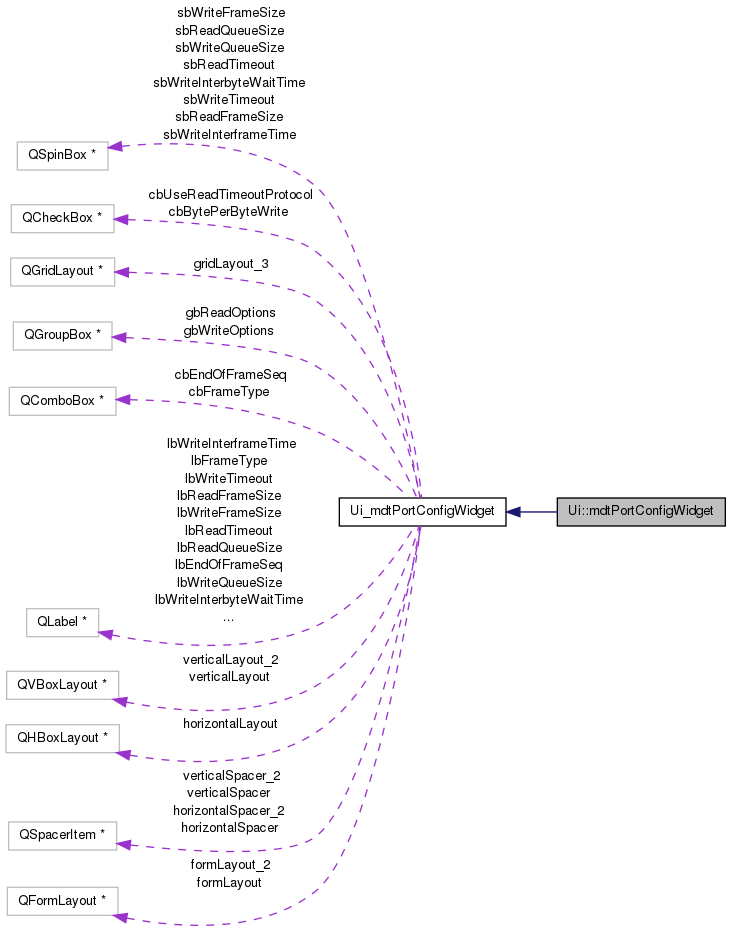 sbWriteFrameSize
sbReadQueueSize
sbWriteQueueSize
sbReadTimeout
sbWriteInterbyteWaitTime
sbWriteTimeout
sbReadFrameSize
sbWriteInterframeTime
QSpinBox *
cbUseReadTimeoutProtocol
cbBytePerByteWrite
QCheckBox *
gridLayout_3
QGridLayout *
gbReadOptions
gbWriteOptions
QGroupBox *
cbEndOfFrameSeq
cbFrameType
QComboBox *
lbWriteInterframeTime
lbFrameType
lbWriteTimeout
lbReadFrameSize
lbWriteFrameSize
lbReadTimeout
lbReadQueueSize
lbEndOfFrameSeq
lbWriteQueueSize
lbWriteInterbyteWaitTime
...
QLabel *
Ui_mdtPortConfigWidget
Ui::mdtPortConfigWidget
verticalLayout_2
verticalLayout
QVBoxLayout *
horizontalLayout
QHBoxLayout *
verticalSpacer_2
verticalSpacer
horizontalSpacer_2
horizontalSpacer
QSpacerItem *
formLayout_2
formLayout
QFormLayout *